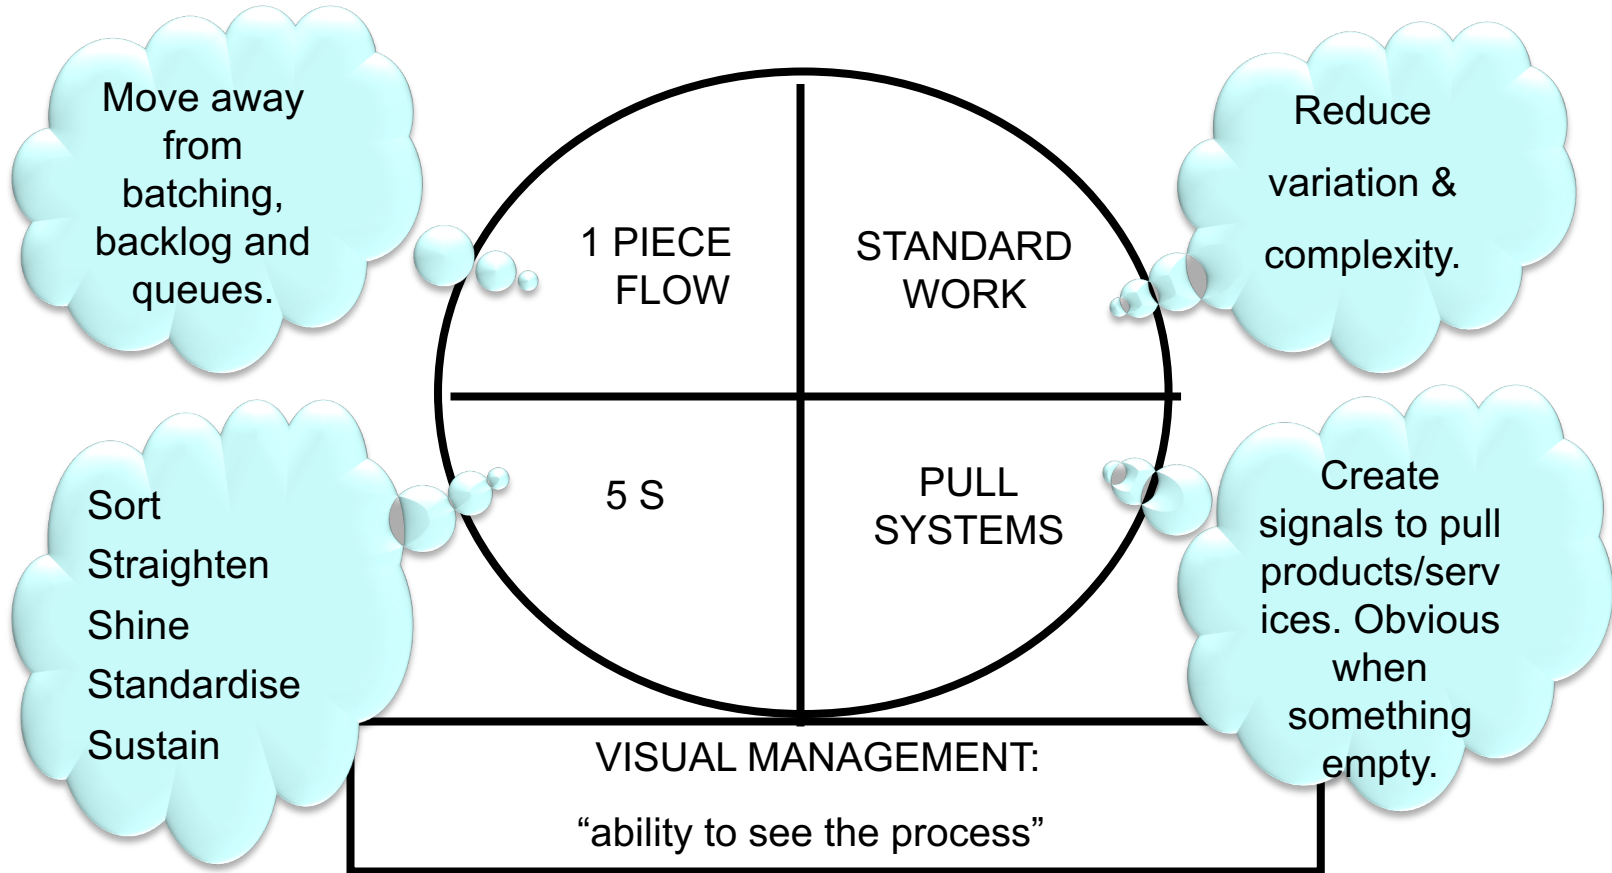 Move away
from
batching,
backlog and
queues.
1 PIECE
FLOW
STANDARD
WORK
Reduce
variation &
complexity.
Sort
Straighten
Shine
Standardise
Sustain
5 S
PULL
SYSTEMS
Create
signals to pull
products/serv
ices. Obvious
when
something
empty.
VISUAL MANAGEMENT:
“ability to see the process”